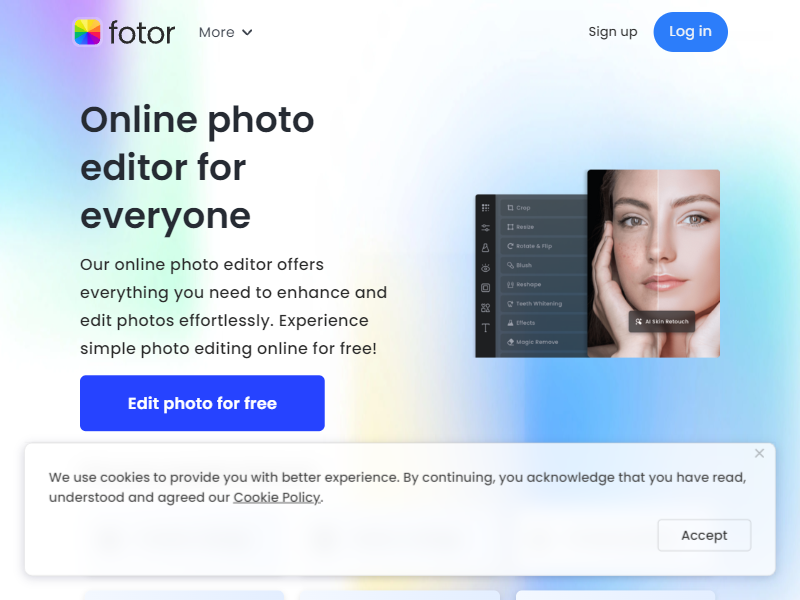 fotor
More
Sign up
Log in
Online photo
editor for
everyone
Our online photo editor offers
everything you need to enhance and
edit photos effortlessly. Experience
simple photo editing online for free!
Edit photo for free
Crop
Resize
Rotate & Flip
Blush
Reshape
Teeth Whitening
Effects
Magic Remove
AI Skin Retouch
We use cookies to provide you with better experience. By continuing, you acknowledge that you have read,
understood and agreed our Cookie Policy.
Accept